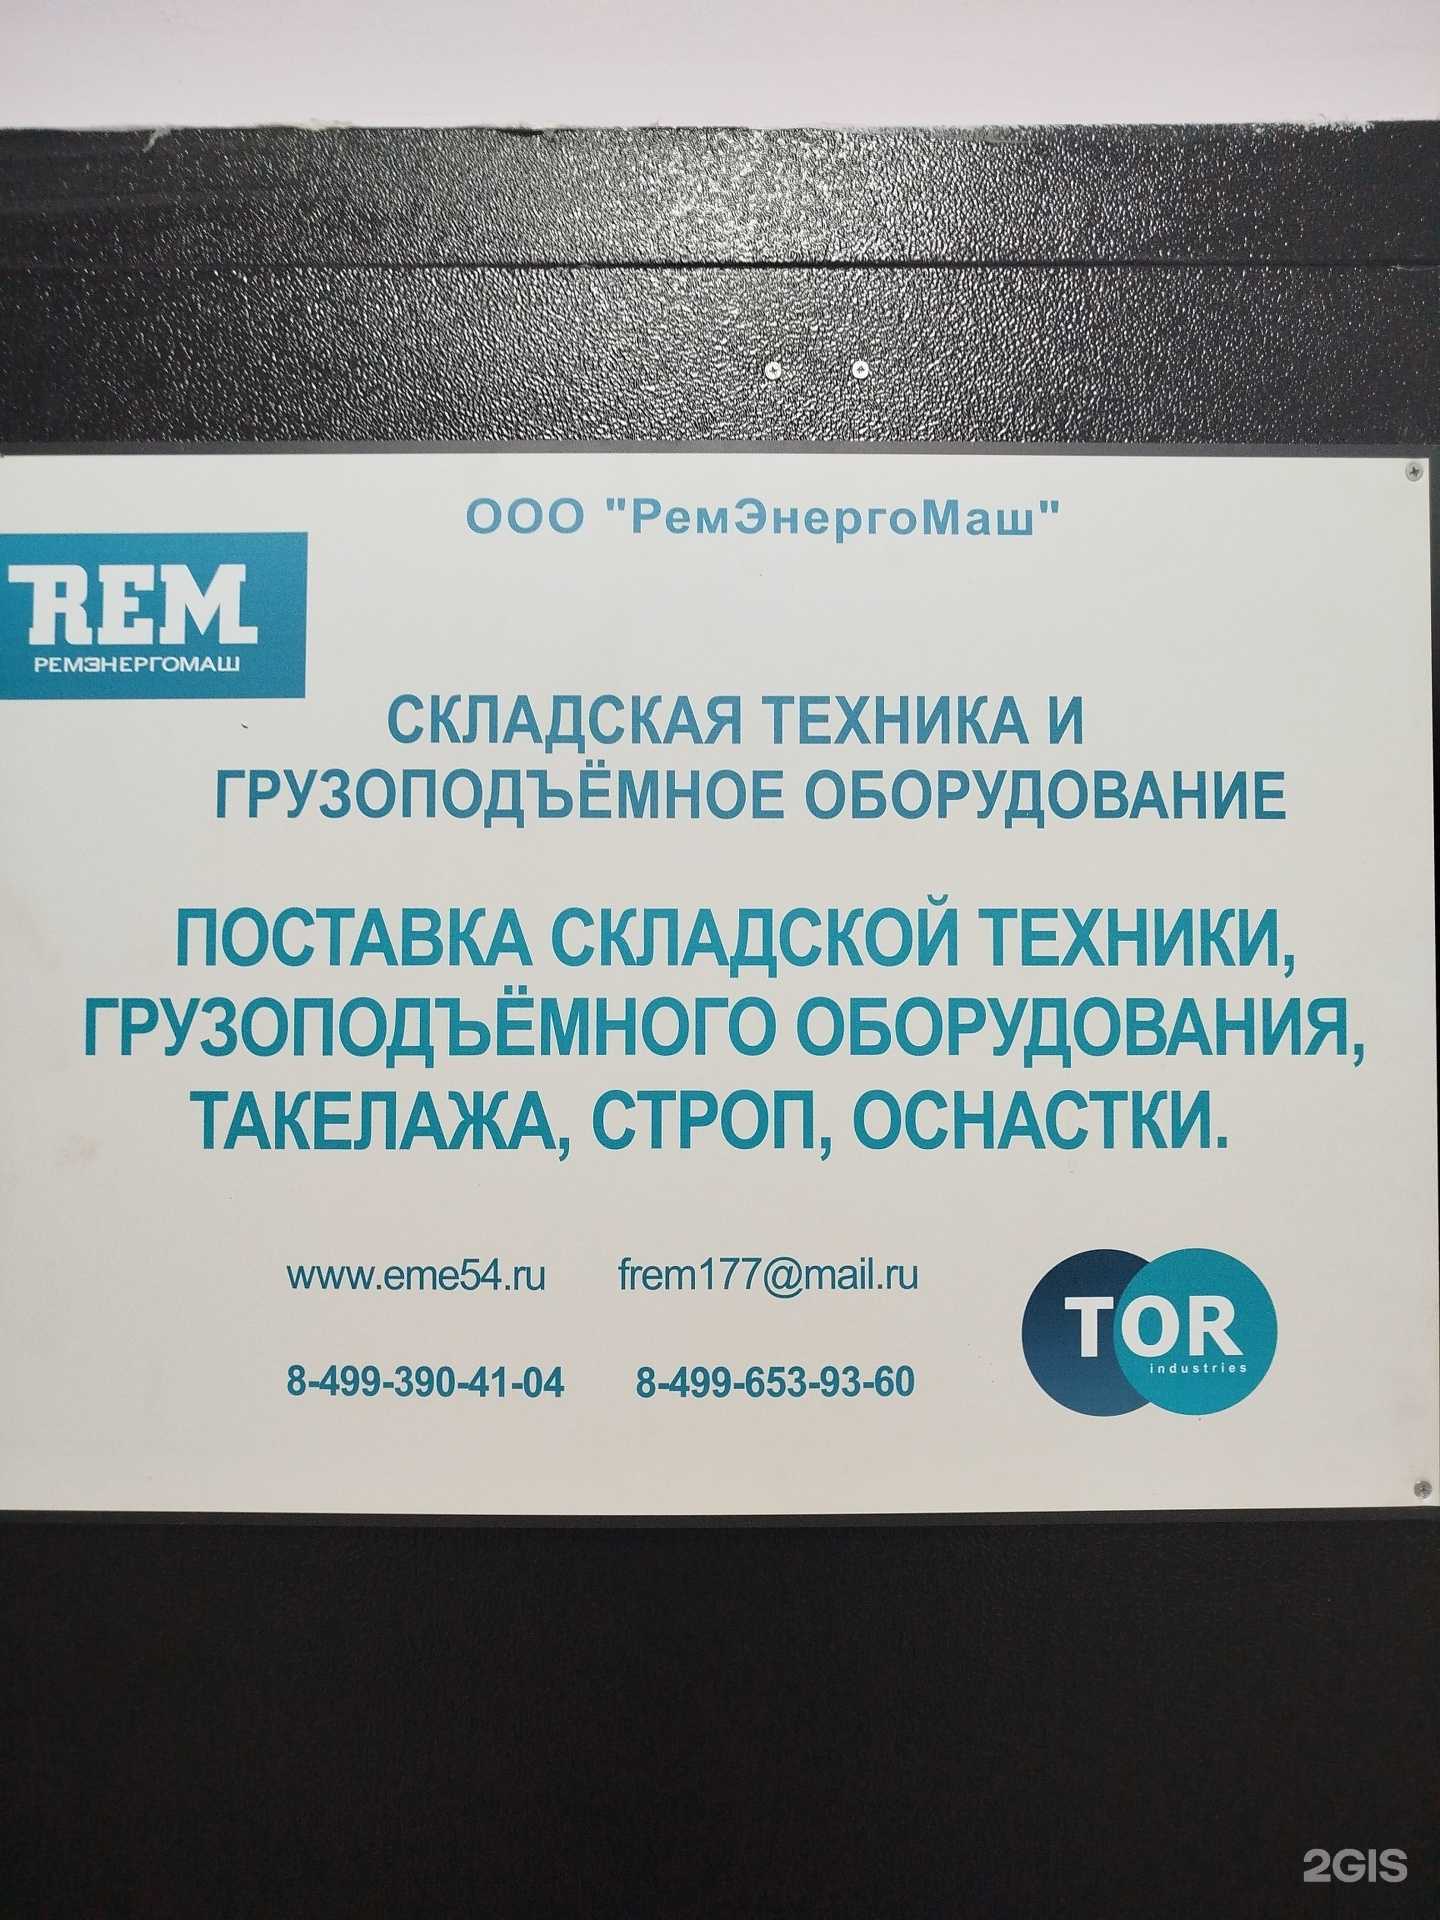 ООО "РемЭнергоМаш"
REM
РЕМЭНЕРГОМАШ
СКЛАДСКАЯ ТЕХНИКА И
ГРУЗОПОДЪЁМНОЕ ОБОРУДОВАНИЕ
ПОСТАВКА СКЛАДСКОЙ ТЕХНИКИ,
ГРУЗОПОДЪЁМНОГО ОБОРУДОВАНИЯ,
ТАКЕЛАЖА, СТРОП, ОСНАСТКИ.
www.eme54.ru frem177@mail.ru
8-499-390-41-04 8-499-653-93-60
TOR
industries
2GIS